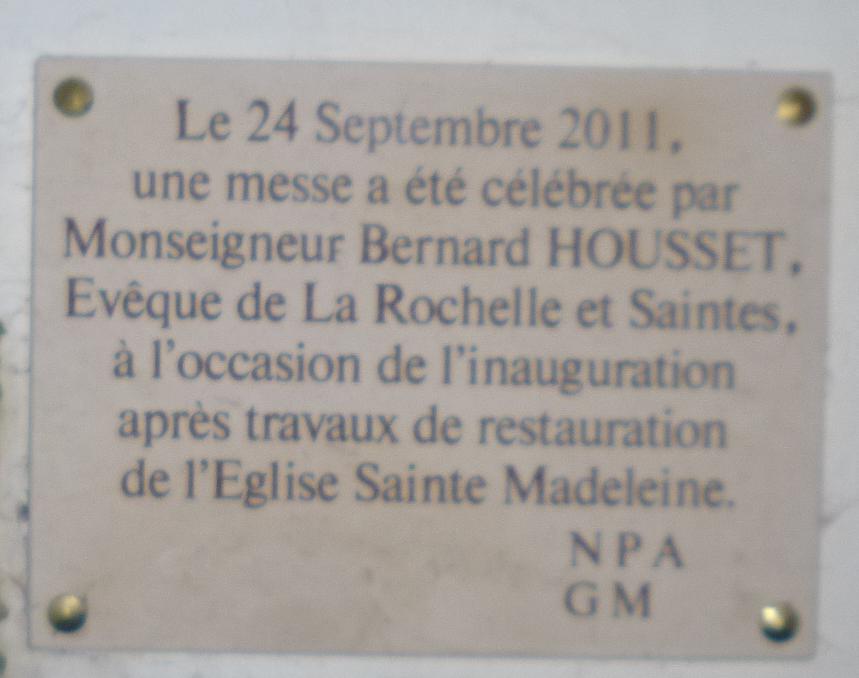 Le 24 Septembre 2011,
une messe a été célébrée par
Monseigneur Bernard HOUSSET,
Evêque de La Rochelle et Saintes,
à l'occasion de l'inauguration
après travaux de restauration
de l'Eglise Sainte Madeleine.
N P A
G M